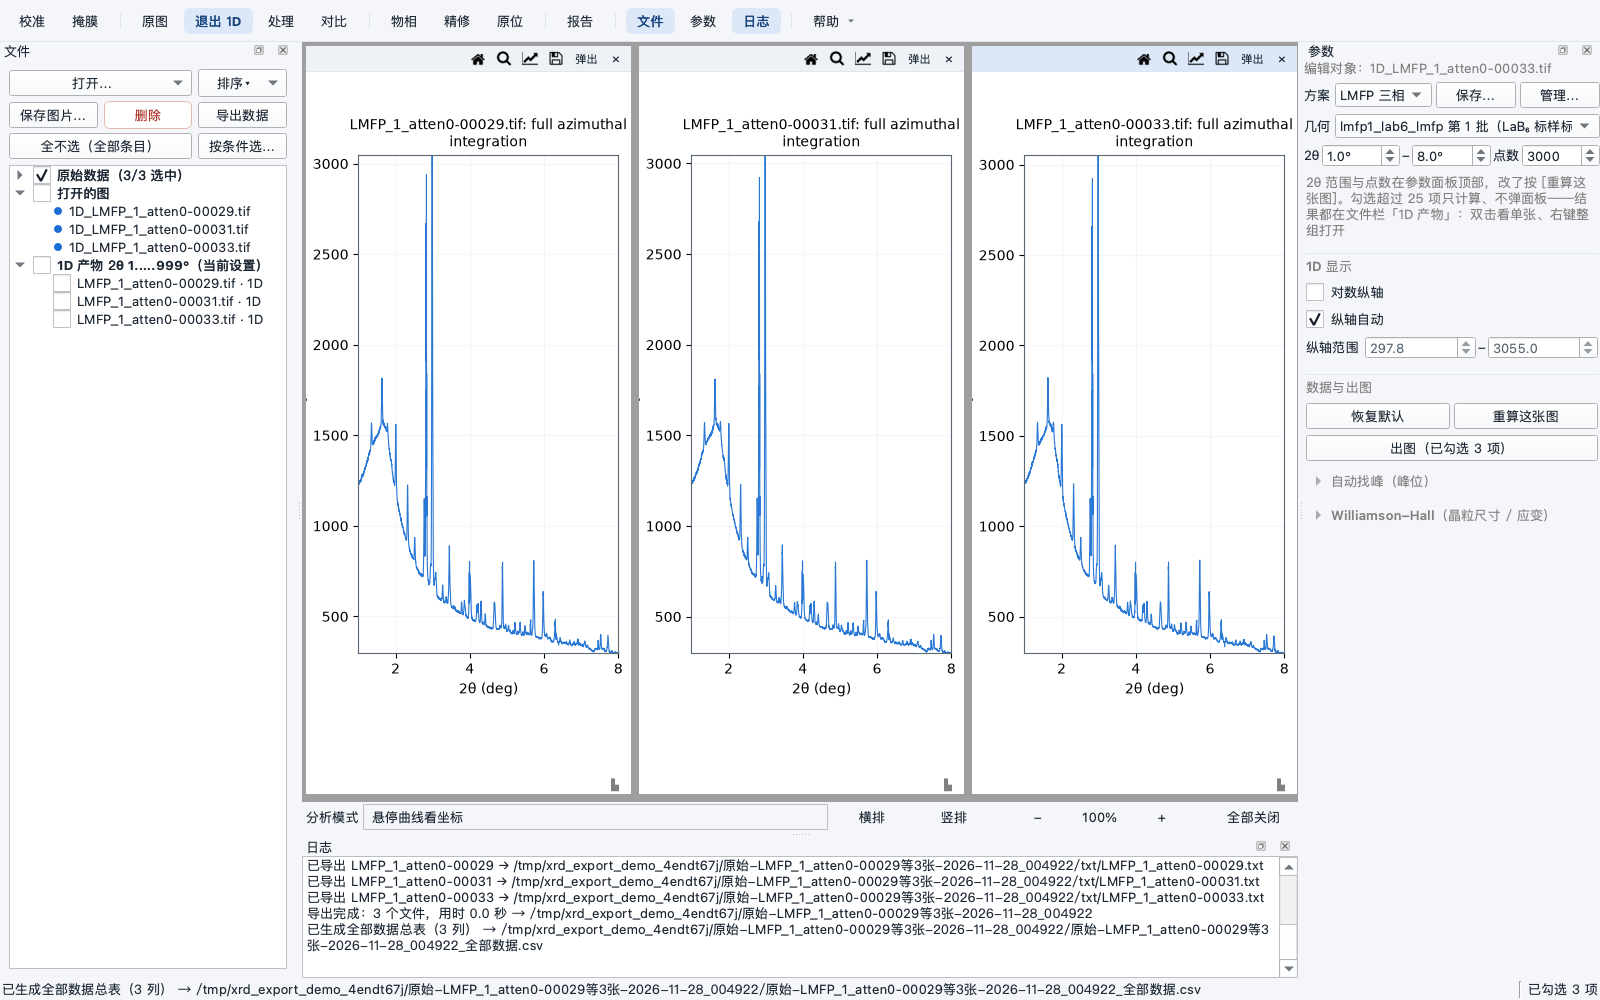 校准 掩膜 原图 退出 1D 处理 对比 物相 精修 原位 报告 文件 参数 日志 帮助
文件
打开... 排序
保存图片... 删除 导出数据
全不选（全部条目） 按条件选...
原始数据（3/3 选中）
打开的图
1D_LMFP_1_atten0-00029.tif
1D_LMFP_1_atten0-00031.tif
1D_LMFP_1_atten0-00033.tif
1D 产物 2θ 1.....999°（当前设置）
LMFP_1_atten0-00029.tif · 1D
LMFP_1_atten0-00031.tif · 1D
LMFP_1_atten0-00033.tif · 1D
弹出 ×
LMFP_1_atten0-00029.tif: full azimuthal
integration
3000
2500
2000
1500
1000
500
2 4 6 8
2θ (deg)
弹出 ×
LMFP_1_atten0-00031.tif: full azimuthal
integration
3000
2500
2000
1500
1000
500
2 4 6 8
2θ (deg)
弹出 ×
LMFP_1_atten0-00033.tif: full azimuthal
integration
3000
2500
2000
1500
1000
500
2 4 6 8
2θ (deg)
分析模式 悬停曲线看坐标 横排 竖排 − 100% + 全部关闭
日志
已导出 LMFP_1_atten0-00029 → /tmp/xrd_export_demo_4endt67j/原始-LMFP_1_atten0-00029等3张-2026-11-28_004922/txt/LMFP_1_atten0-00029.txt
已导出 LMFP_1_atten0-00031 → /tmp/xrd_export_demo_4endt67j/原始-LMFP_1_atten0-00029等3张-2026-11-28_004922/txt/LMFP_1_atten0-00031.txt
已导出 LMFP_1_atten0-00033 → /tmp/xrd_export_demo_4endt67j/原始-LMFP_1_atten0-00029等3张-2026-11-28_004922/txt/LMFP_1_atten0-00033.txt
导出完成：3 个文件，用时 0.0 秒 → /tmp/xrd_export_demo_4endt67j/原始-LMFP_1_atten0-00029等3张-2026-11-28_004922
已生成全部数据总表（3 列） → /tmp/xrd_export_demo_4endt67j/原始-LMFP_1_atten0-00029等3张-2026-11-28_004922/原始-LMFP_1_atten0-00029等3
张-2026-11-28_004922_全部数据.csv
参数
编辑对象：1D_LMFP_1_atten0-00033.tif
方案 LMFP 三相 保存... 管理...
几何 lmfp1_lab6_lmfp 第 1 批（LaB₆ 标样标
2θ 1.0° – 8.0° 点数 3000
2θ 范围与点数在参数面板顶部，改了按 [重算这
张图]。勾选超过 25 项只计算、不弹面板——结
果都在文件栏「1D 产物」：双击看单张、右键整
组打开
1D 显示
对数纵轴
纵轴自动
纵轴范围 297.8 – 3055.0
数据与出图
恢复默认 重算这张图
出图（已勾选 3 项）
自动找峰（峰位）
Williamson–Hall（晶粒尺寸 / 应变）
已生成全部数据总表（3 列） → /tmp/xrd_export_demo_4endt67j/原始-LMFP_1_atten0-00029等3张-2026-11-28_004922/原始-LMFP_1_atten0-00029等3张-2026-11-28_004922_全部数据.csv 已勾选 3 项